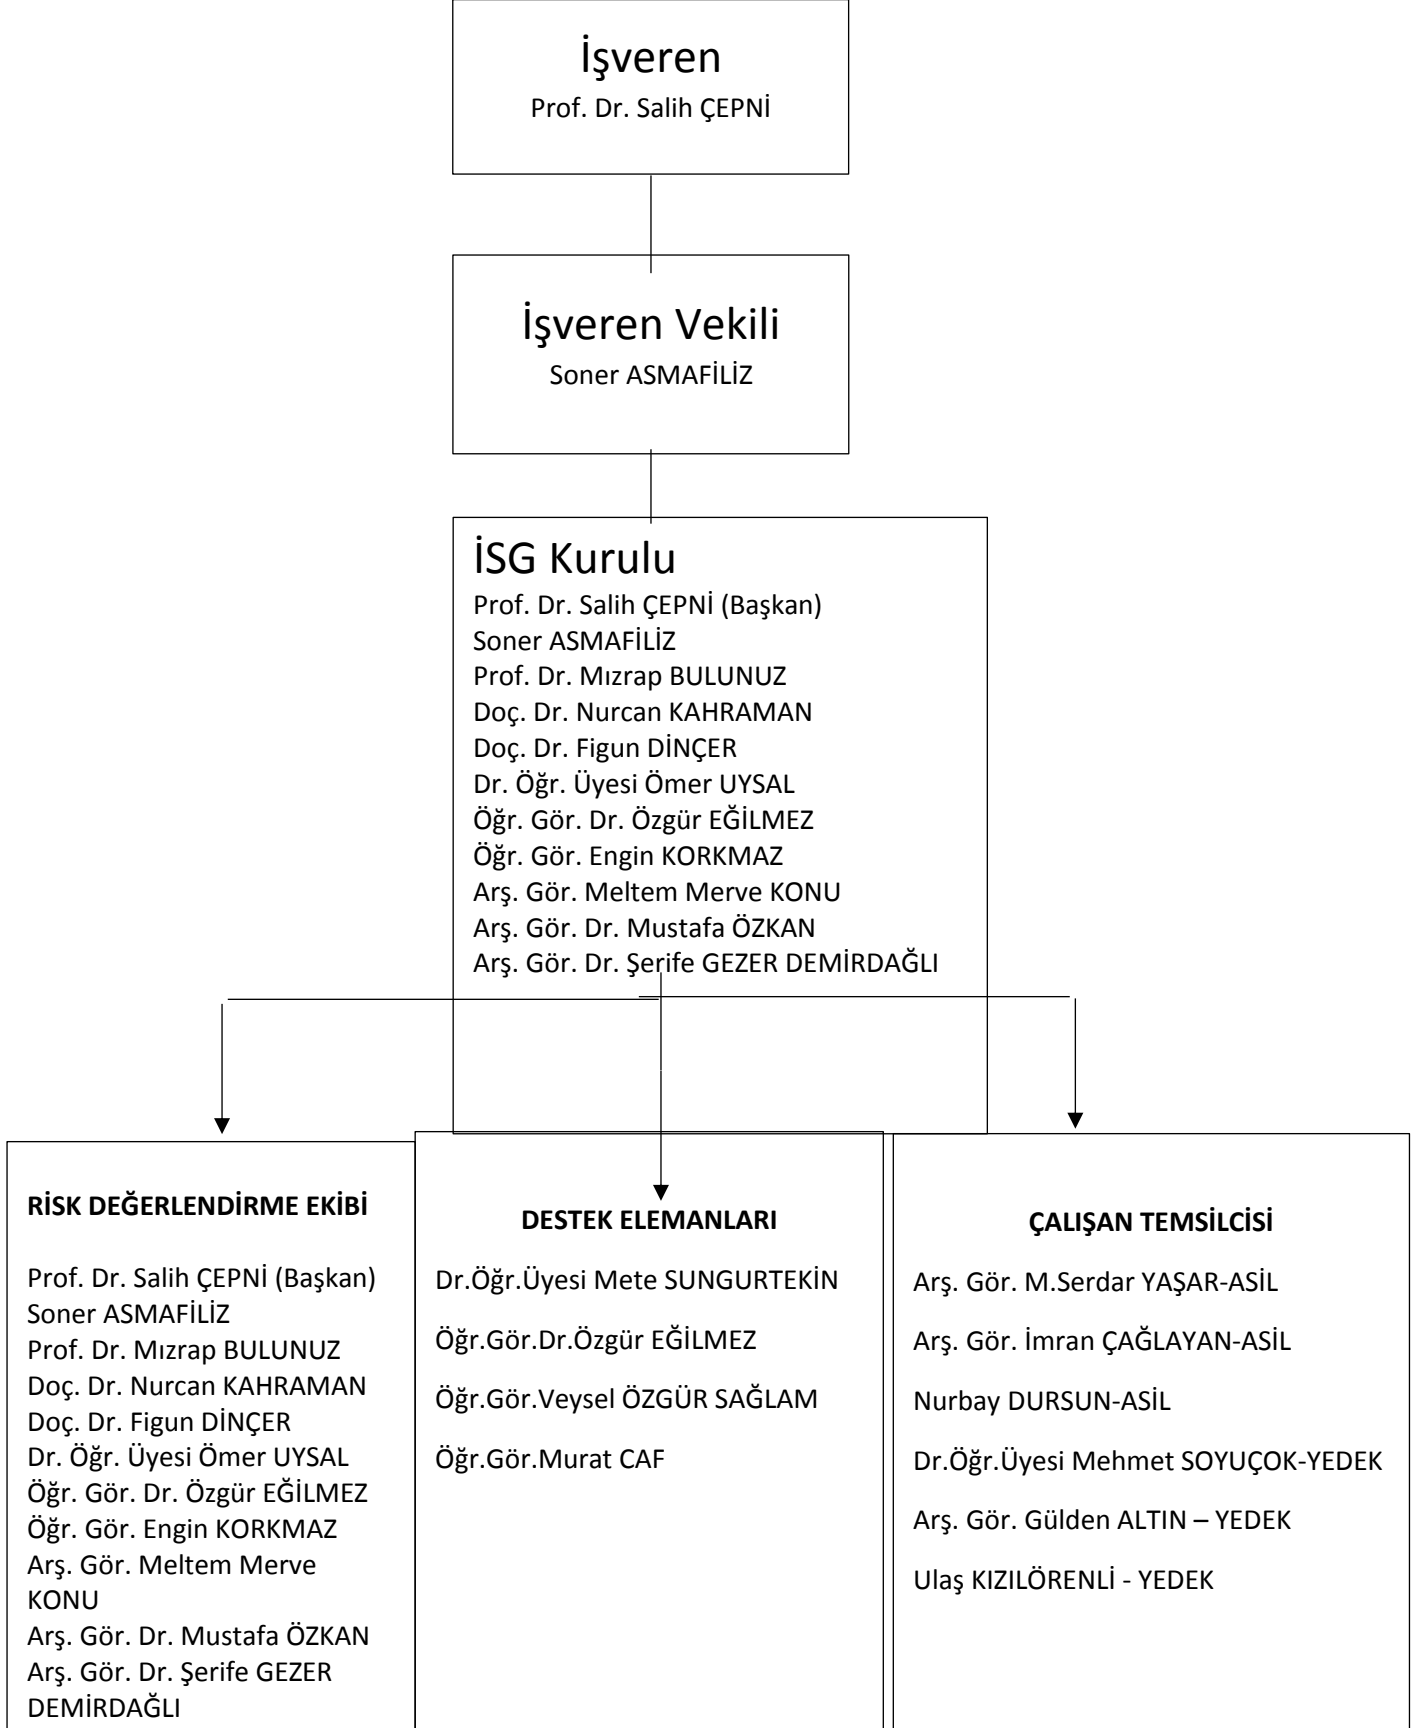 İşveren
Prof. Dr. Salih ÇEPNİ
İşveren Vekili
Soner ASMAFİLİZ
İSG Kurulu
Prof. Dr. Salih ÇEPNİ (Başkan)
Soner ASMAFİLİZ
Prof. Dr. Mızrap BULUNUZ
Doç. Dr. Nurcan KAHRAMAN
Doç. Dr. Figun DİNÇER
Dr. Öğr. Üyesi Ömer UYSAL
Öğr. Gör. Dr. Özgür EĞİLMEZ
Öğr. Gör. Engin KORKMAZ
Arş. Gör. Meltem Merve KONU
Arş. Gör. Dr. Mustafa ÖZKAN
Arş. Gör. Dr. Şerife GEZER DEMİRDAĞLI
RİSK DEĞERLENDİRME EKİBİ
Prof. Dr. Salih ÇEPNİ (Başkan)
Soner ASMAFİLİZ
Prof. Dr. Mızrap BULUNUZ
Doç. Dr. Nurcan KAHRAMAN
Doç. Dr. Figun DİNÇER
Dr. Öğr. Üyesi Ömer UYSAL
Öğr. Gör. Dr. Özgür EĞİLMEZ
Öğr. Gör. Engin KORKMAZ
Arş. Gör. Meltem Merve
KONU
Arş. Gör. Dr. Mustafa ÖZKAN
Arş. Gör. Dr. Şerife GEZER
DEMİRDAĞLI
DESTEK ELEMANLARI
Dr.Öğr.Üyesi Mete SUNGURTEKİN
Öğr.Gör.Dr.Özgür EĞİLMEZ
Öğr.Gör.Veysel ÖZGÜR SAĞLAM
Öğr.Gör.Murat CAF
ÇALIŞAN TEMSİLCİSİ
Arş. Gör. M.Serdar YAŞAR-ASİL
Arş. Gör. İmran ÇAĞLAYAN-ASİL
Nurbay DURSUN-ASİL
Dr.Öğr.Üyesi Mehmet SOYUÇOK-YEDEK
Arş. Gör. Gülden ALTIN – YEDEK
Ulaş KIZILÖRENLİ - YEDEK